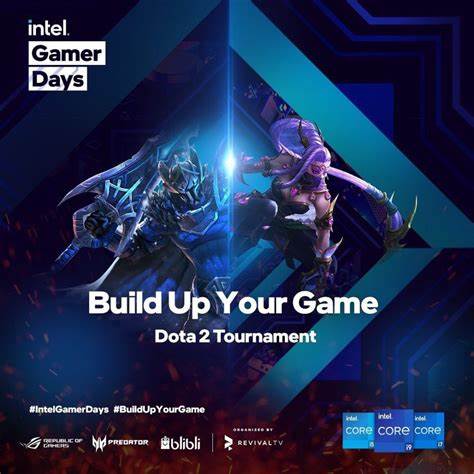 intel.
Gamer
Days
Build Up Your Game
Dota 2 Tournament
#IntelGamerDays #BuildUpYourGame
ORGANIZED BY
REPUBLIC OF
GAMERS
PREDATOR
blibli
REVIVALTV
intel.
CORE
i5
intel.
CORE
i9
intel.
CORE
i7